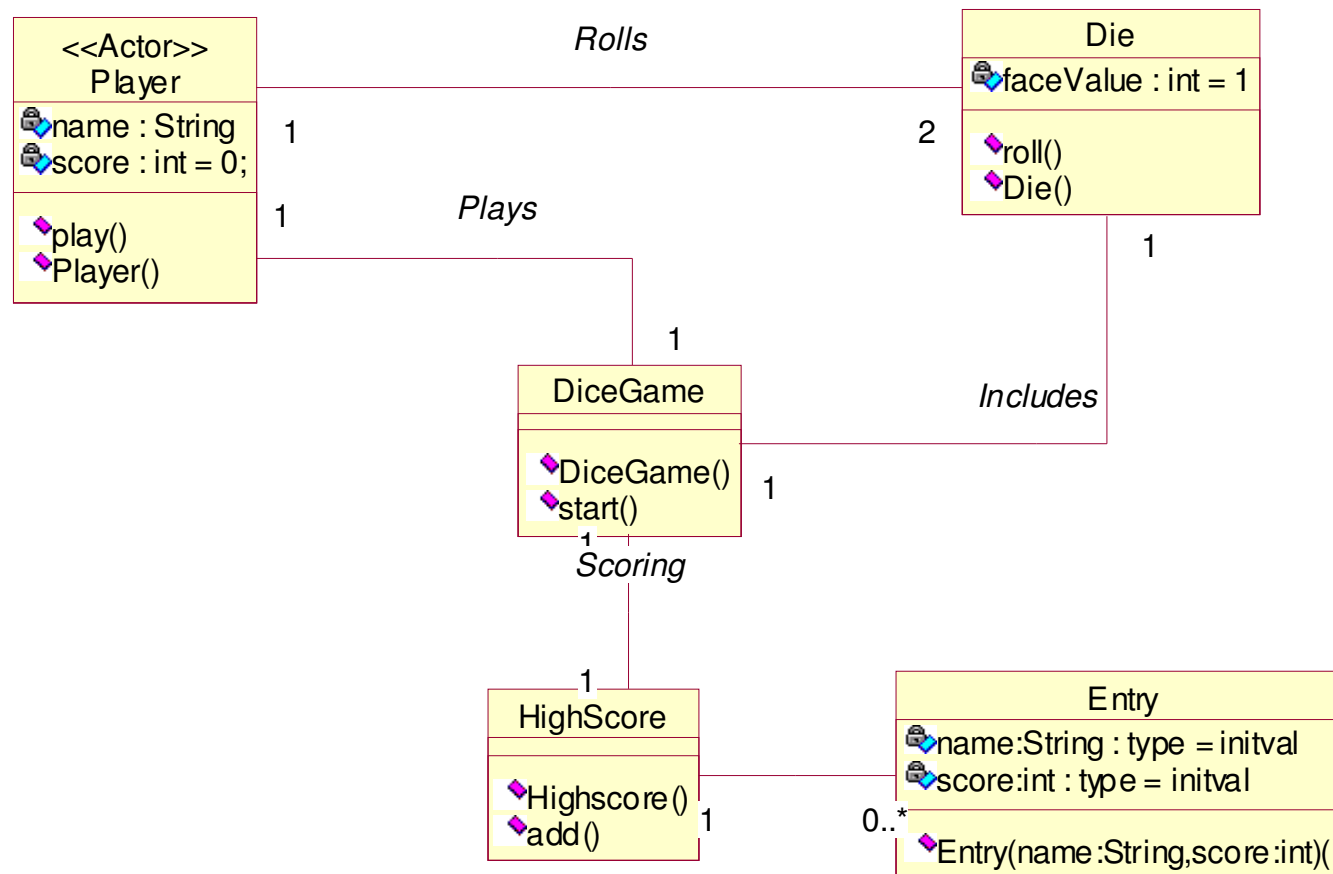 <<Actor>>
Player
name : String
score : int = 0;
play()
Player()
Rolls
1
2
Die
faceValue : int = 1
roll()
Die()
1
Plays
1
1
Includes
1
DiceGame
DiceGame()
start()
1
Scoring
1
HighScore
Highscore()
add()
1
0..*
Entry
name:String : type = initval
score:int : type = initval
Entry(name:String,score:int)(